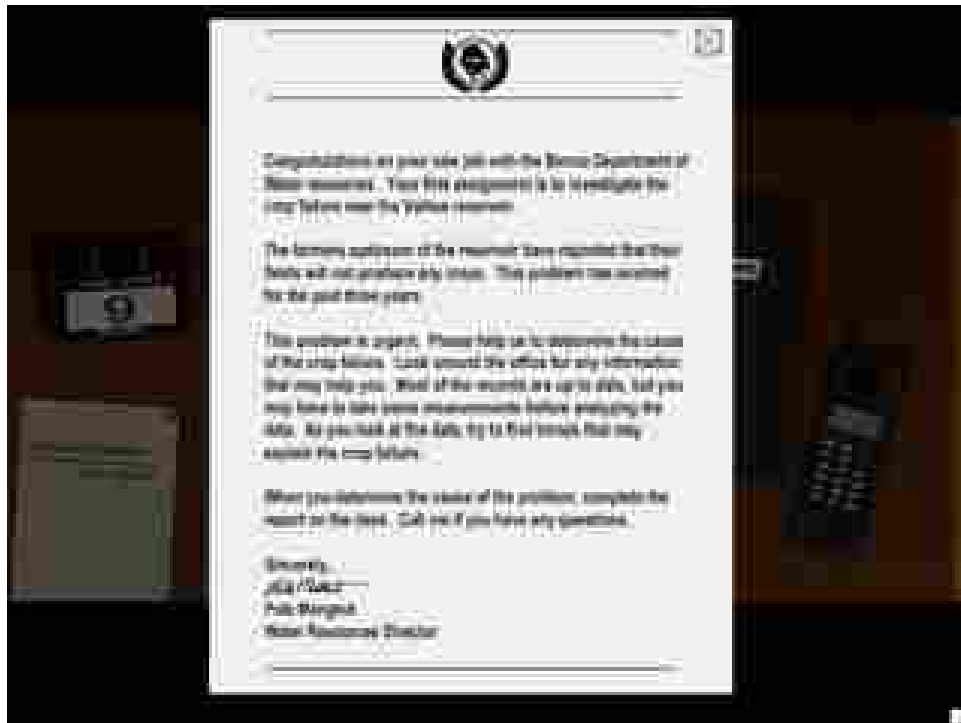 Congratulations on your new job with the Department of
Water resources. Your first assignment is to investigate the
crop failure near the reservoir.
The farmers upstream of the reservoir have reported that their
fields will not produce any crops. This problem has existed
for the past three years.
This problem is urgent. Please help us to determine the cause
of the crop failure. Look around the office for any information
that may help you. Most of the records are up to date, but you
may have to take some measurements before analyzing the
data. As you look at the data, try to find trends that may
explain the crop failure.
When you determine the cause of the problem, complete the
report on the desk. Call me if you have any questions.
Sincerely,
Water Resources Director
9